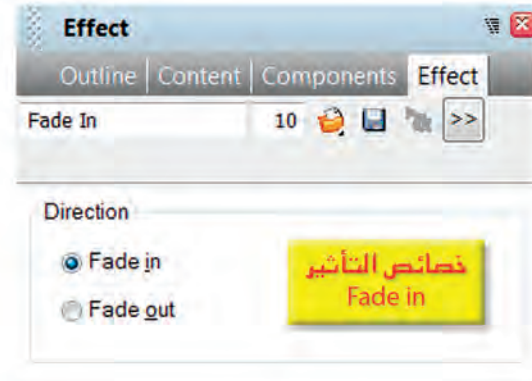 Effect
Outline Content Components Effect
Fade In 10 >>
Direction
Fade in
Fade out
خصائص التأثير
Fade in